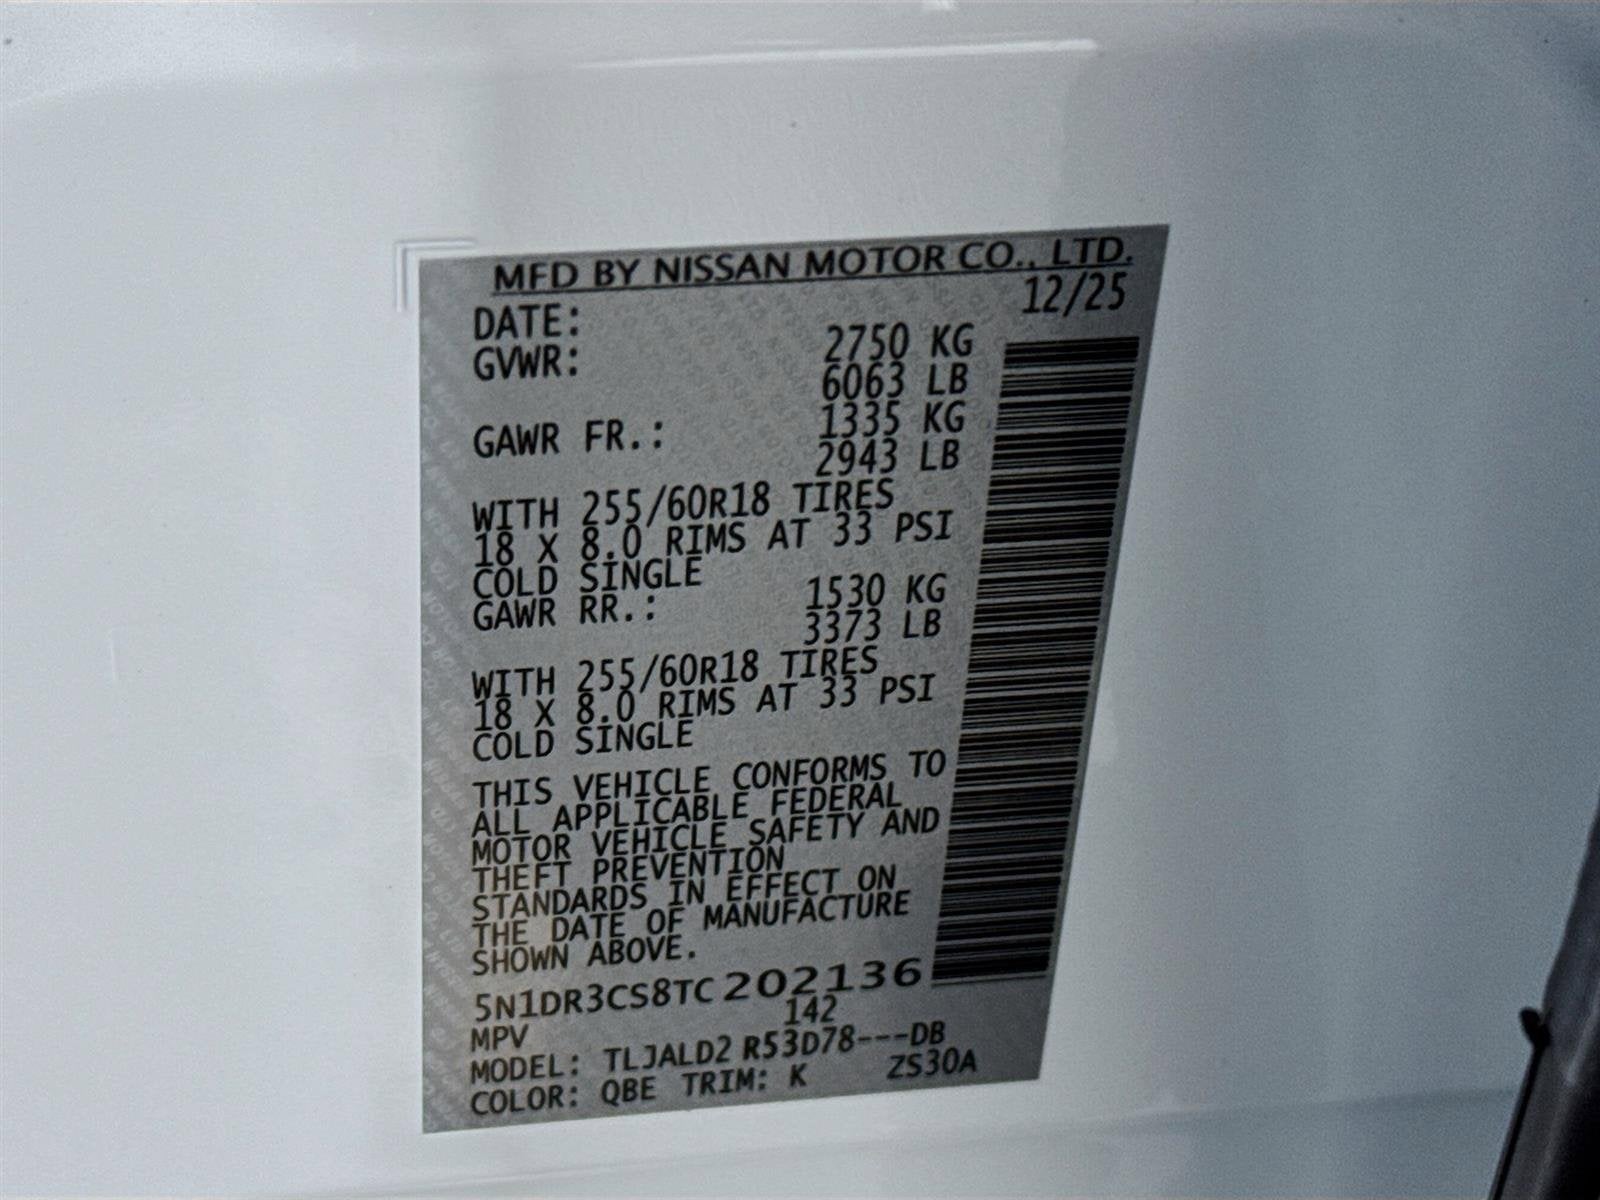 MFD BY NISSAN MOTOR CO., LTD.
DATE: 12/25
GVWR: 2750 KG
6063 LB
GAWR FR.: 1335 KG
2943 LB
WITH 255/60R18 TIRES
18 X 8.0 RIMS AT 33 PSI
COLD SINGLE
GAWR RR.: 1530 KG
3373 LB
WITH 255/60R18 TIRES
18 X 8.0 RIMS AT 33 PSI
COLD SINGLE
THIS VEHICLE CONFORMS TO
ALL APPLICABLE FEDERAL
MOTOR VEHICLE SAFETY AND
THEFT PREVENTION
STANDARDS IN EFFECT ON
THE DATE OF MANUFACTURE
SHOWN ABOVE.
5N1DR3CS8TC202136
MPV 142
MODEL: TLJALD2 R53D78---DB
COLOR: QBE TRIM: K ZS30A